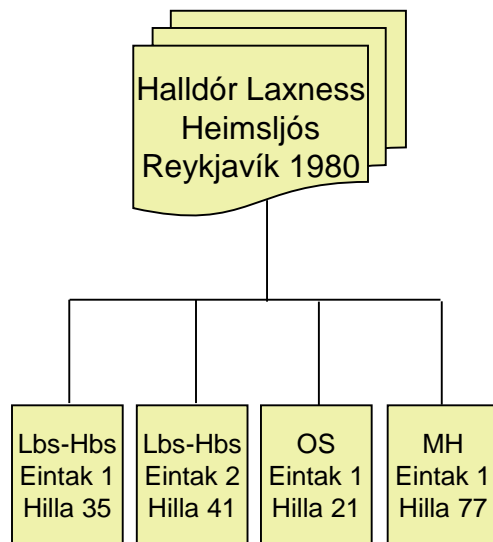 Halldór Laxness
Heimsljós
Reykjavík 1980
Lbs-Hbs
Eintak 1
Hilla 35
Lbs-Hbs
Eintak 2
Hilla 41
OS
Eintak 1
Hilla 21
MH
Eintak 1
Hilla 77